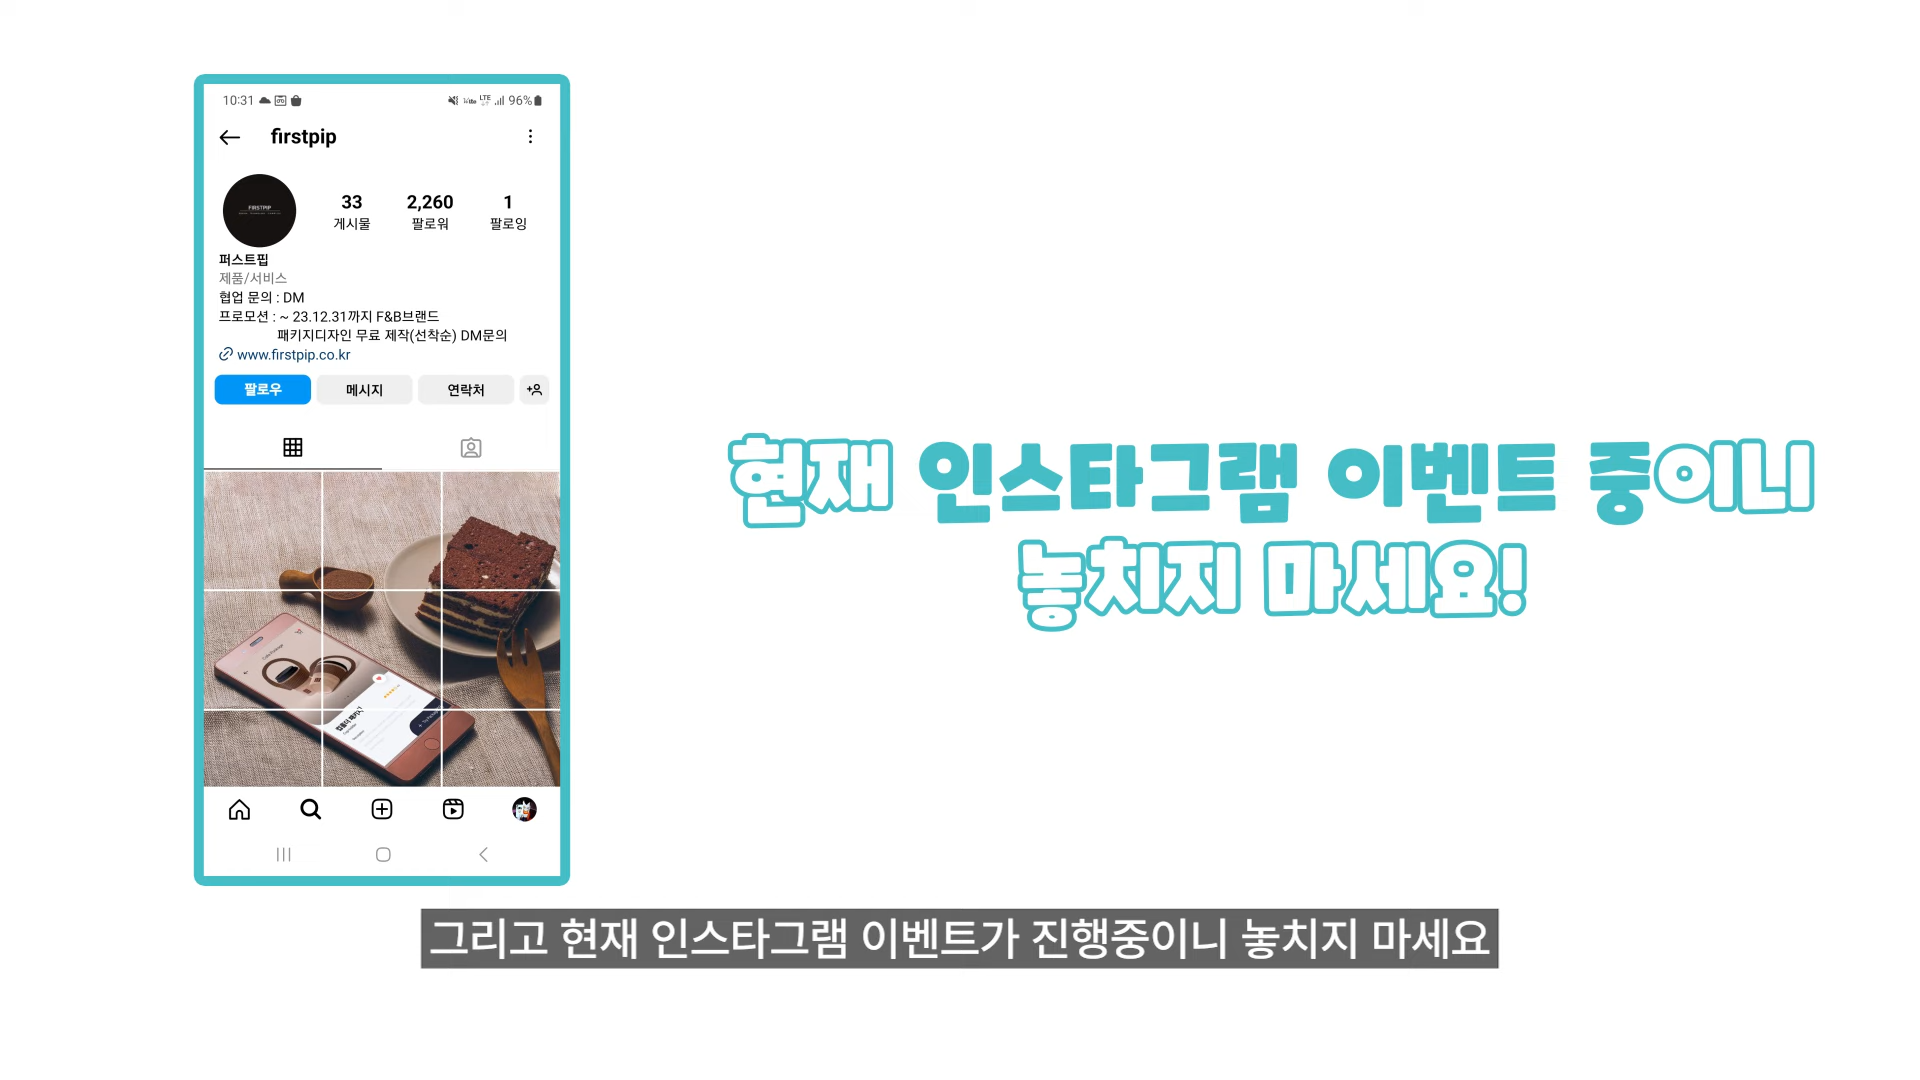 10:31
LTE
96%
firstpip
FIRSTPIP
33
2,260
1
게시물
팔로워
팔로잉
퍼스트핍
제품/서비스
협업 문의 : DM
프로모션 : ~ 23.12.31까지 F&B브랜드
패키지디자인 무료 제작(선착순) DM문의
www.firstpip.co.kr
팔로우
메시지
연락처
현재 인스타그램 이벤트 중이니
놓치지 마세요!
그리고 현재 인스타그램 이벤트가 진행중이니 놓치지 마세요